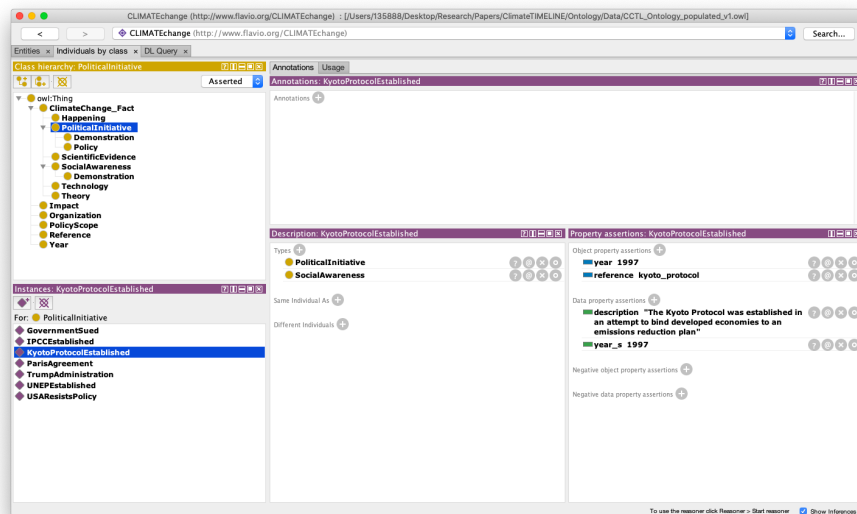 CLIMATEchange (http://www.flavio.org/CLIMATEchange) : [/Users/135888/Desktop/Research/Papers/ClimateTIMELINE/Ontology/Data/CCTL_Ontology_populated_v1.owl]
< > CLIMATEchange (http://www.flavio.org/CLIMATEchange) Search...
Entities × Individuals by class × DL Query ×
Class hierarchy: PoliticalInitiative
Asserted
owl:Thing
ClimateChange_Fact
Happening
PoliticalInitiative
Demonstration
Policy
ScientificEvidence
SocialAwareness
Demonstration
Technology
Theory
Impact
Organization
PolicyScope
Reference
Year
Instances: KyotoProtocolEstablished
For: PoliticalInitiative
GovernmentSued
IPCCEstablished
KyotoProtocolEstablished
ParisAgreement
TrumpAdministration
UNEPEstablished
USAResistsPolicy
Annotations Usage
Annotations: KyotoProtocolEstablished
Annotations
Description: KyotoProtocolEstablished
Types
PoliticalInitiative
SocialAwareness
Same Individual As
Different Individuals
Property assertions: KyotoProtocolEstablished
Object property assertions
year 1997
reference kyoto_protocol
Data property assertions
description "The Kyoto Protocol was established in
an attempt to bind developed economies to an
emissions reduction plan"
year_s 1997
Negative object property assertions
Negative data property assertions
To use the reasoner click Reasoner > Start reasoner Show Inferences